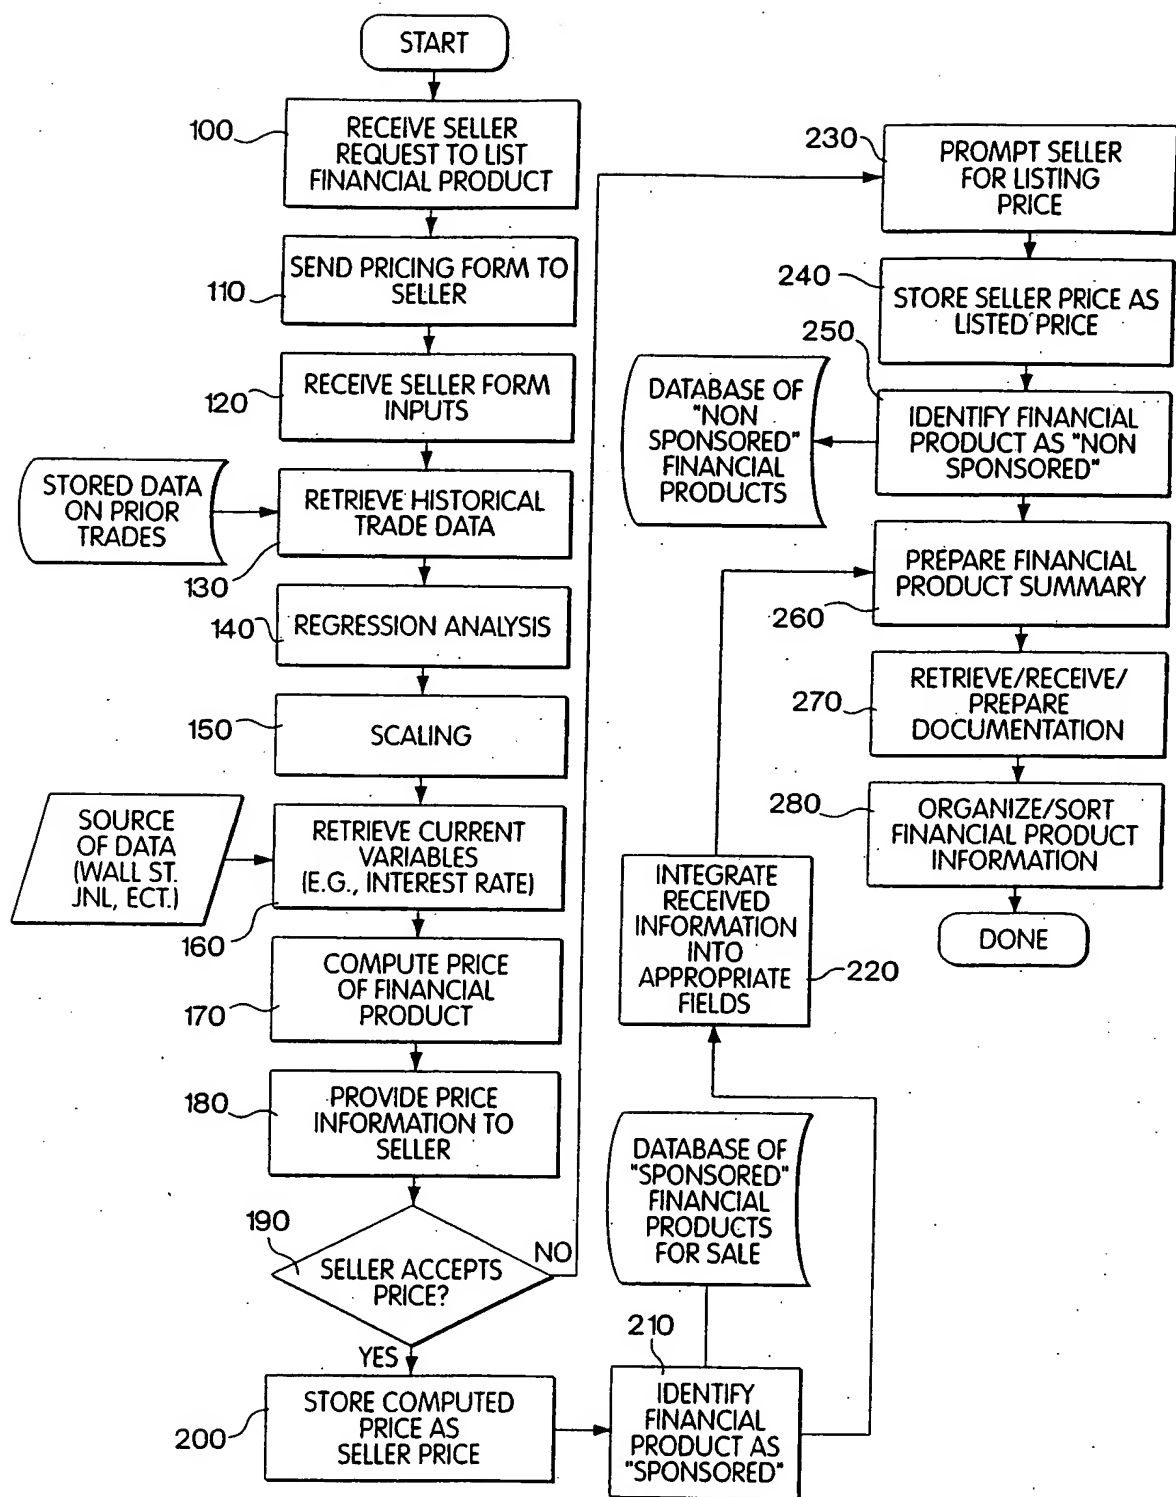 START
100
RECEIVE SELLER
REQUEST TO LIST
FINANCIAL PRODUCT
110
SEND PRICING FORM TO
SELLER
120
RECEIVE SELLER FORM
INPUTS
STORED DATA
ON PRIOR
TRADES
RETRIEVE HISTORICAL
TRADE DATA
130
140
REGRESSION ANALYSIS
150
SCALING
SOURCE
OF DATA
(WALL ST.
JNL, ECT.)
RETRIEVE CURRENT
VARIABLES
(E.G., INTEREST RATE)
160
COMPUTE PRICE
OF FINANCIAL
PRODUCT
170
180
PROVIDE PRICE
INFORMATION TO
SELLER
190
SELLER ACCEPTS
PRICE?
NO
YES
STORE COMPUTED
PRICE AS
SELLER PRICE
200
210
IDENTIFY
FINANCIAL
PRODUCT AS
"SPONSORED"
DATABASE OF
"SPONSORED"
FINANCIAL
PRODUCTS
FOR SALE
INTEGRATE
RECEIVED
INFORMATION
INTO
APPROPRIATE
FIELDS
220
230
PROMPT SELLER
FOR LISTING
PRICE
240
STORE SELLER PRICE AS
LISTED PRICE
250
IDENTIFY FINANCIAL
PRODUCT AS "NON
SPONSORED"
DATABASE OF
"NON
SPONSORED"
FINANCIAL
PRODUCTS
PREPARE FINANCIAL
PRODUCT SUMMARY
260
270
RETRIEVE/RECEIVE/
PREPARE
DOCUMENTATION
280
ORGANIZE/SORT
FINANCIAL PRODUCT
INFORMATION
DONE